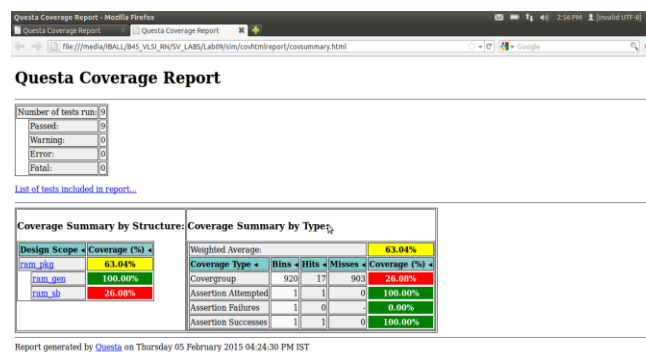 Questa Coverage Report - Mozilla Firefox
2:56 PM [Invalid UTF-8]
Questa Coverage Report
Questa Coverage Report
file:///media/IBALL/B45_VLSI_RN/SV_LABS/Lab09/sim/covhtmlreport/covsummary.html
Google
Questa Coverage Report
Number of tests run: 9
Passed: 9
Warning: 0
Error: 0
Fatal: 0
List of tests included in report...
Coverage Summary by Structure:
Design Scope Coverage (%)
ram_pkg 63.04%
ram_gen 100.00%
ram_sb 26.08%
Coverage Summary by Type:
Weighted Average: 63.04%
Coverage Type Bins Hits Misses Coverage (%)
Covergroup 920 17 903 26.08%
Assertion Attempted 1 1 0 100.00%
Assertion Failures 1 0 - 0.00%
Assertion Successes 1 1 0 100.00%
Report generated by Questa on Thursday 05 February 2015 04:24:30 PM IST